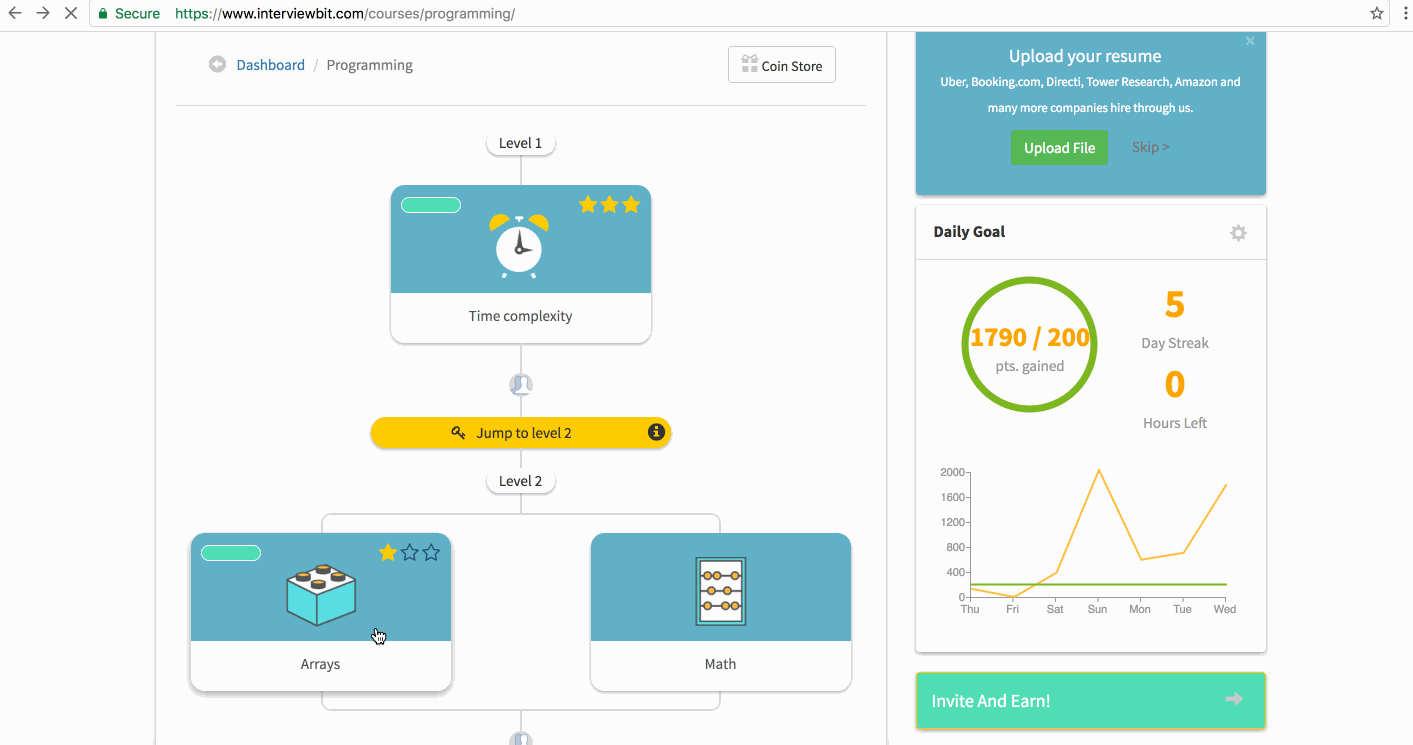 Secure https://www.interviewbit.com/courses/programming/
Dashboard / Programming
Coin Store
Level 1
Time complexity
Jump to level 2
Level 2
Arrays
Math
Upload your resume
Uber, Booking.com, Directi, Tower Research, Amazon and
many more companies hire through us.
Upload File
Skip >
Daily Goal
1790 / 200
pts. gained
5
Day Streak
0
Hours Left
2000
1600
1200
800
400
0
Thu Fri Sat Sun Mon Tue Wed
Invite And Earn!